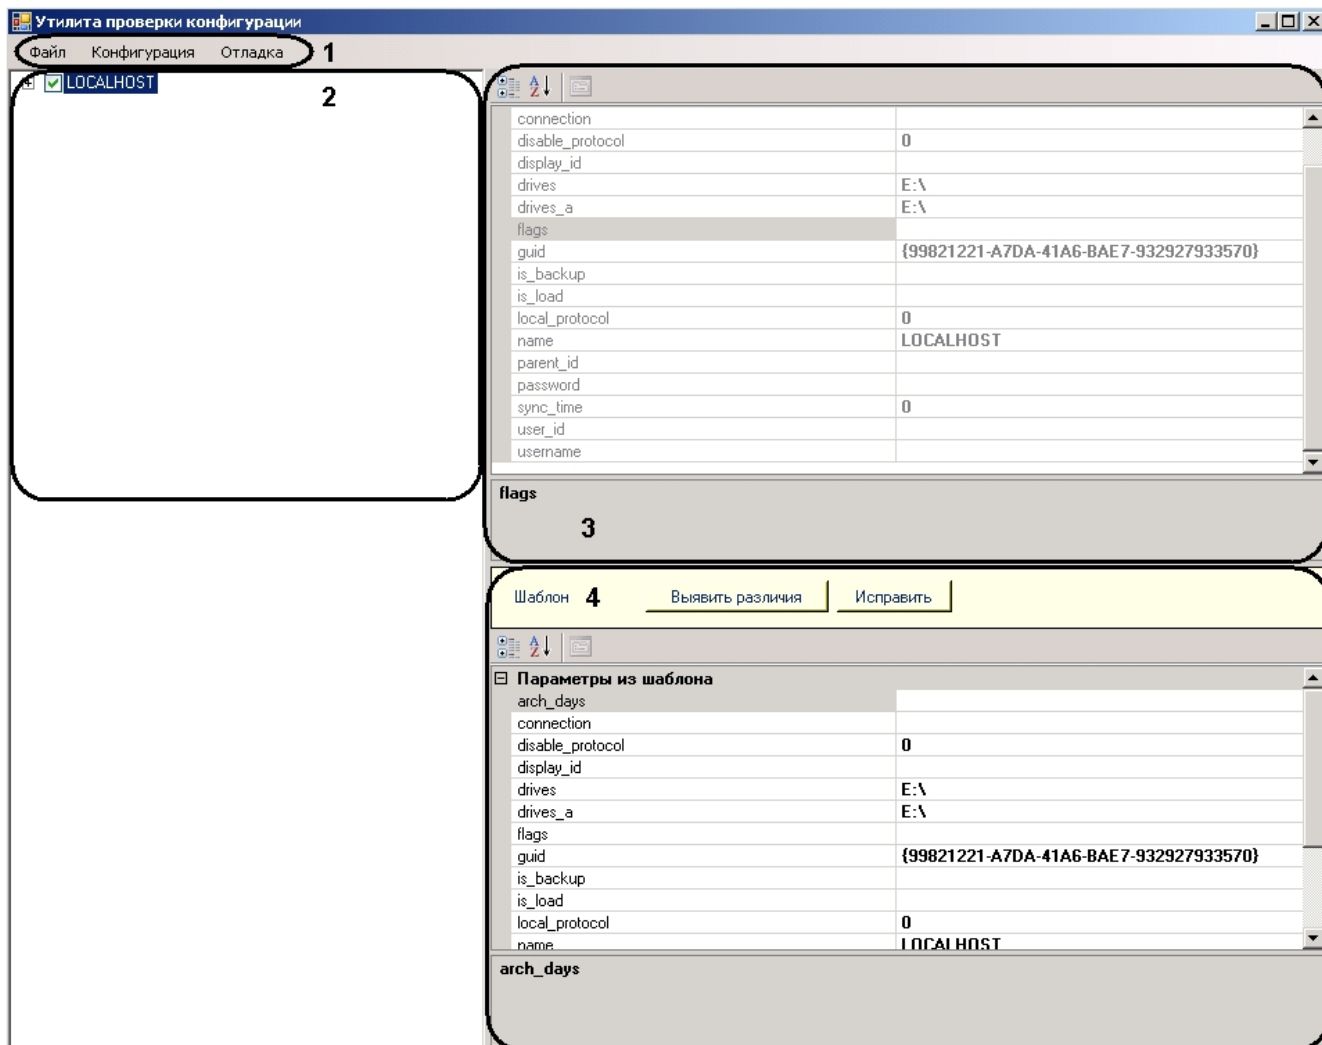 Утилита проверки конфигурации
Файл Конфигурация Отладка 1
LOCALHOST
2
connection
disable_protocol 0
display_id
drives E:\
drives_a E:\
flags
guid {99821221-A7DA-41A6-BAE7-932927933570}
is_backup
is_load
local_protocol 0
name LOCALHOST
parent_id
password
sync_time 0
user_id
username
flags
3
Шаблон 4 Выявить различия Исправить
Параметры из шаблона
arch_days
connection
disable_protocol 0
display_id
drives E:\
drives_a E:\
flags
guid {99821221-A7DA-41A6-BAE7-932927933570}
is_backup
is_load
local_protocol 0
name LOCALHOST
arch_days